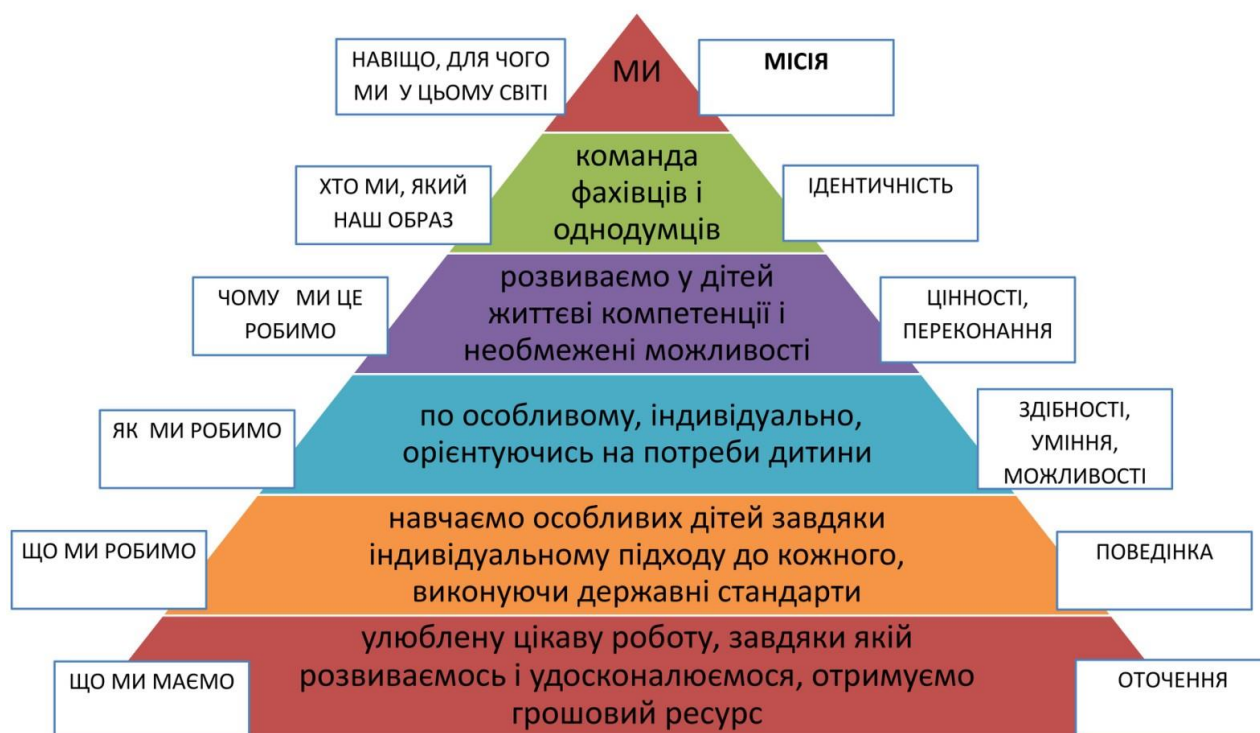 НАВІЩО, ДЛЯ ЧОГО
МИ У ЦЬОМУ СВІТІ
МИ
МІСІЯ
ХТО МИ, ЯКИЙ
НАШ ОБРАЗ
команда
фахівців і
однодумців
ІДЕНТИЧНІСТЬ
ЧОМУ МИ ЦЕ
РОБИМО
розвиваємо у дітей
життєві компетенції і
необмежені можливості
ЦІННОСТІ,
ПЕРЕКОНАННЯ
ЯК МИ РОБИМО
по особливому, індивідуально,
орієнтуючись на потреби дитини
ЗДІБНОСТІ,
УМІННЯ,
МОЖЛИВОСТІ
ЩО МИ РОБИМО
навчаємо особливих дітей завдяки
індивідуальному підходу до кожного,
виконуючи державні стандарти
ПОВЕДІНКА
ЩО МИ МАЄМО
улюблену цікаву роботу, завдяки якій
розвиваємось і удосконалюємося, отримуємо
грошовий ресурс
ОТОЧЕННЯ